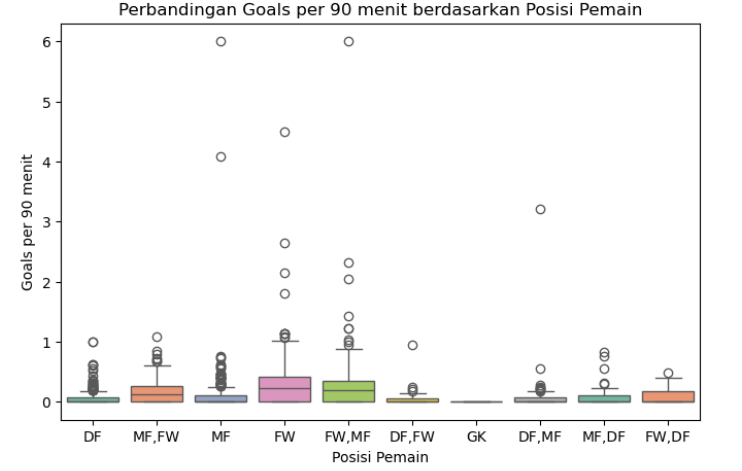 Perbandingan Goals per 90 menit berdasarkan Posisi Pemain
Goals per 90 menit
6
5
4
3
2
1
0
DF MF,FW MF FW FW,MF DF,FW GK DF,MF MF,DF FW,DF
Posisi Pemain